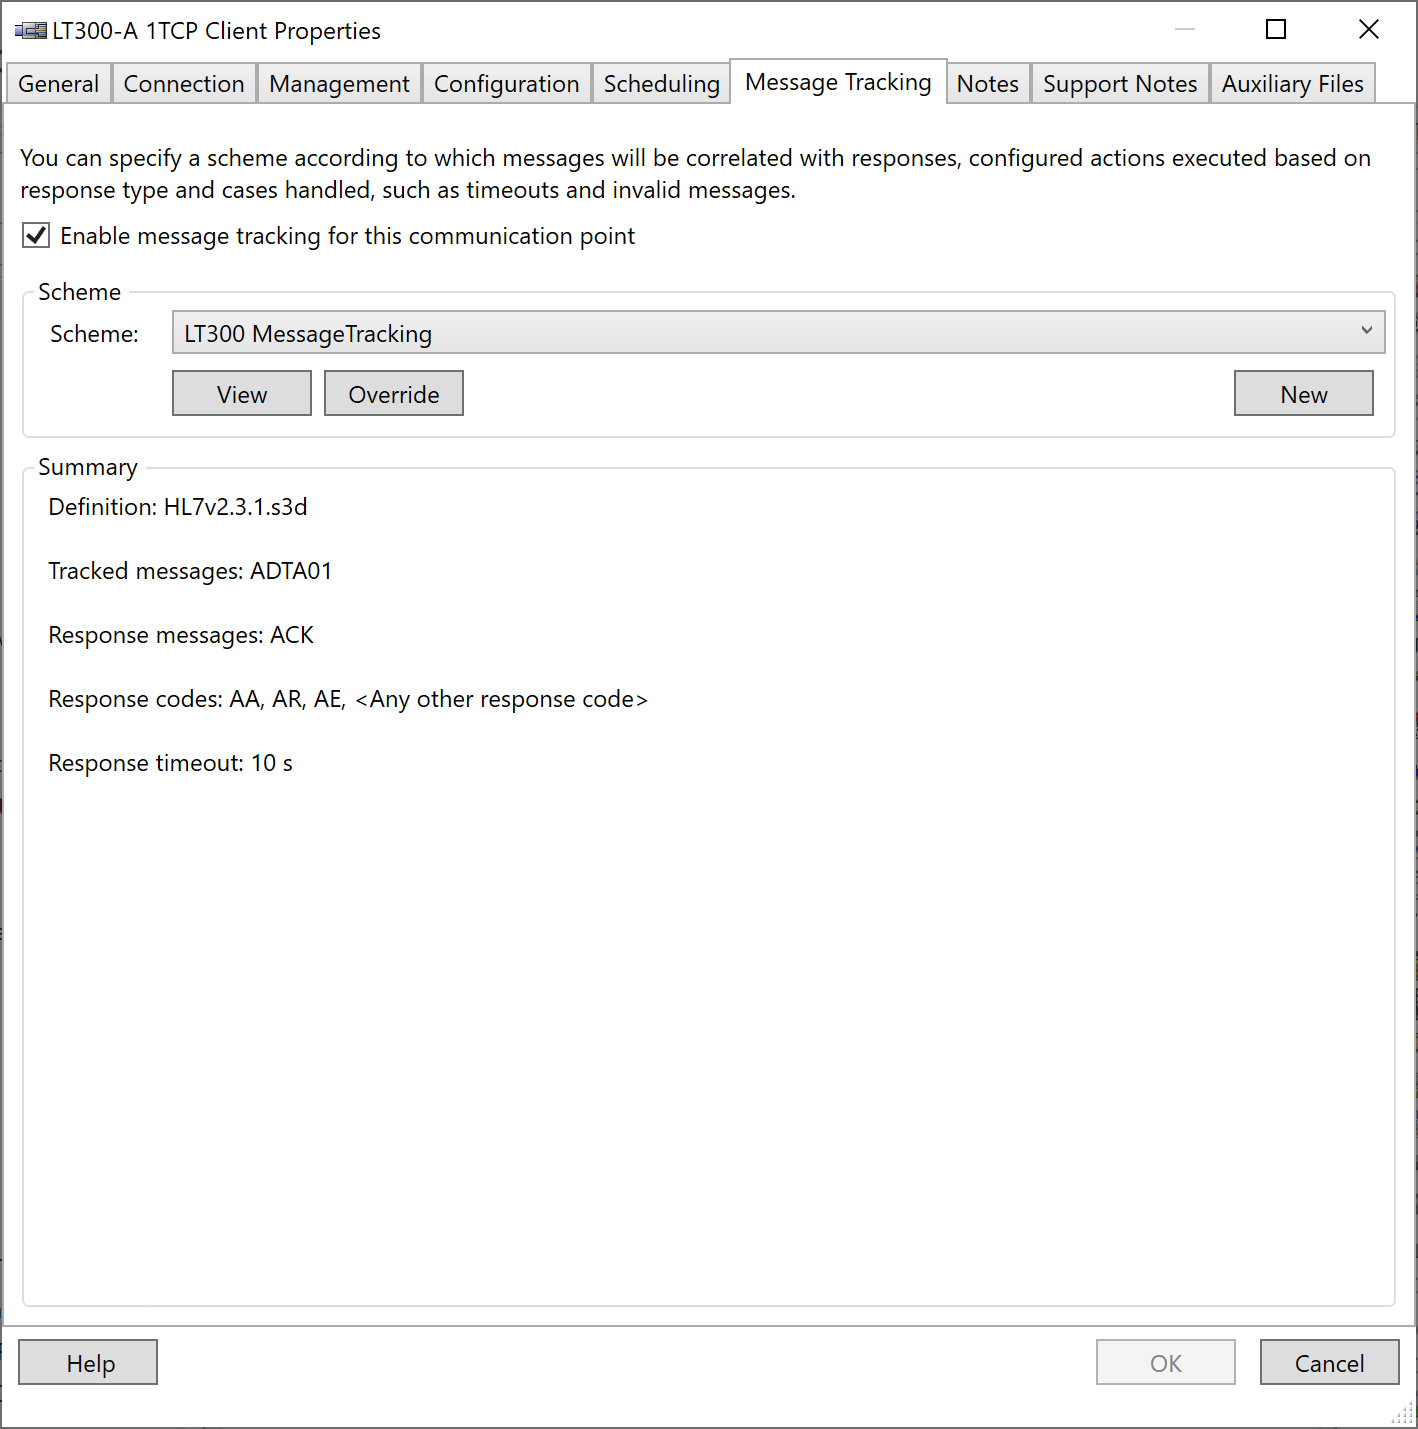 LT300-A 1TCP Client Properties
General Connection Management Configuration Scheduling Message Tracking Notes Support Notes Auxiliary Files
You can specify a scheme according to which messages will be correlated with responses, configured actions executed based on
response type and cases handled, such as timeouts and invalid messages.
Enable message tracking for this communication point
Scheme
Scheme: LT300 MessageTracking
View Override New
Summary
Definition: HL7v2.3.1.s3d
Tracked messages: ADTA01
Response messages: ACK
Response codes: AA, AR, AE, <Any other response code>
Response timeout: 10 s
Help OK Cancel